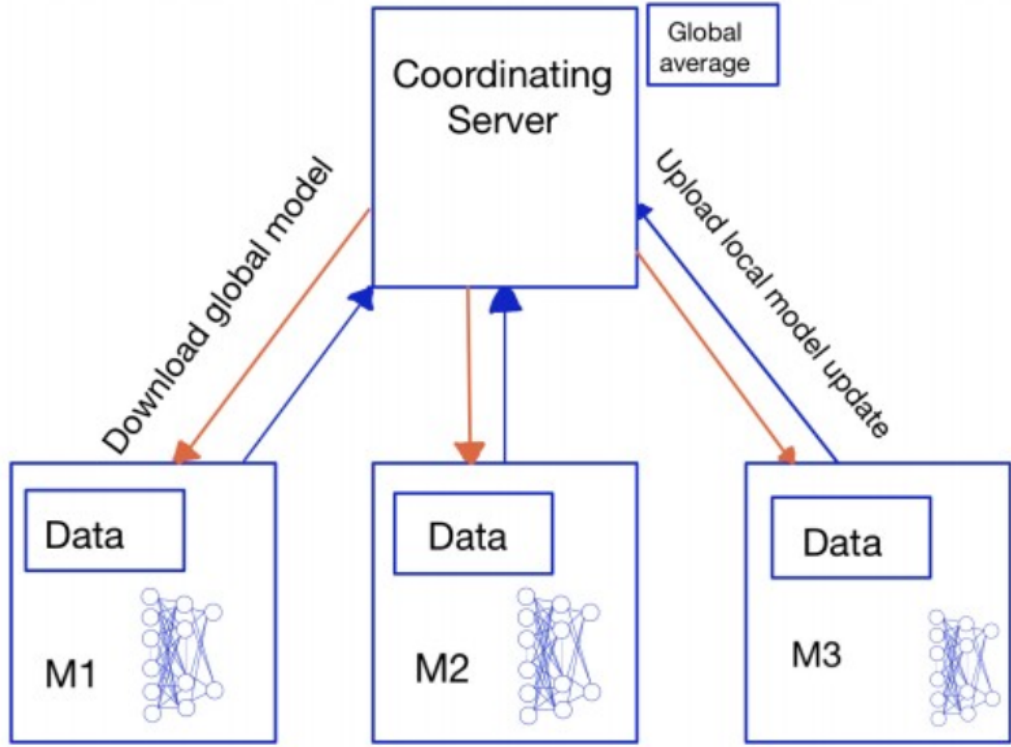 Global
average
Coordinating
Server
Download global model
Upload local model update
Data
M1
Data
M2
Data
M3